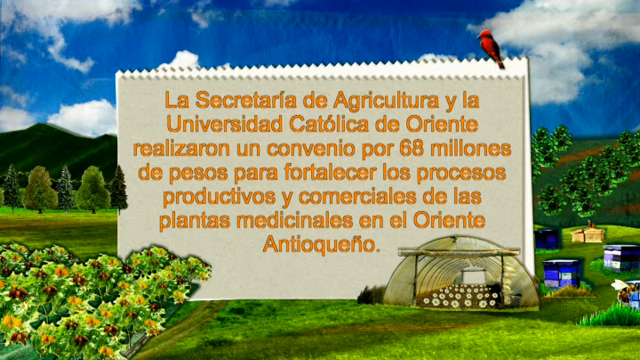 La Secretaría de Agricultura y la
Universidad Católica de Oriente
realizaron un convenio por 68 millones
de pesos para fortalecer los procesos
productivos y comerciales de las
plantas medicinales en el Oriente
Antioqueño.